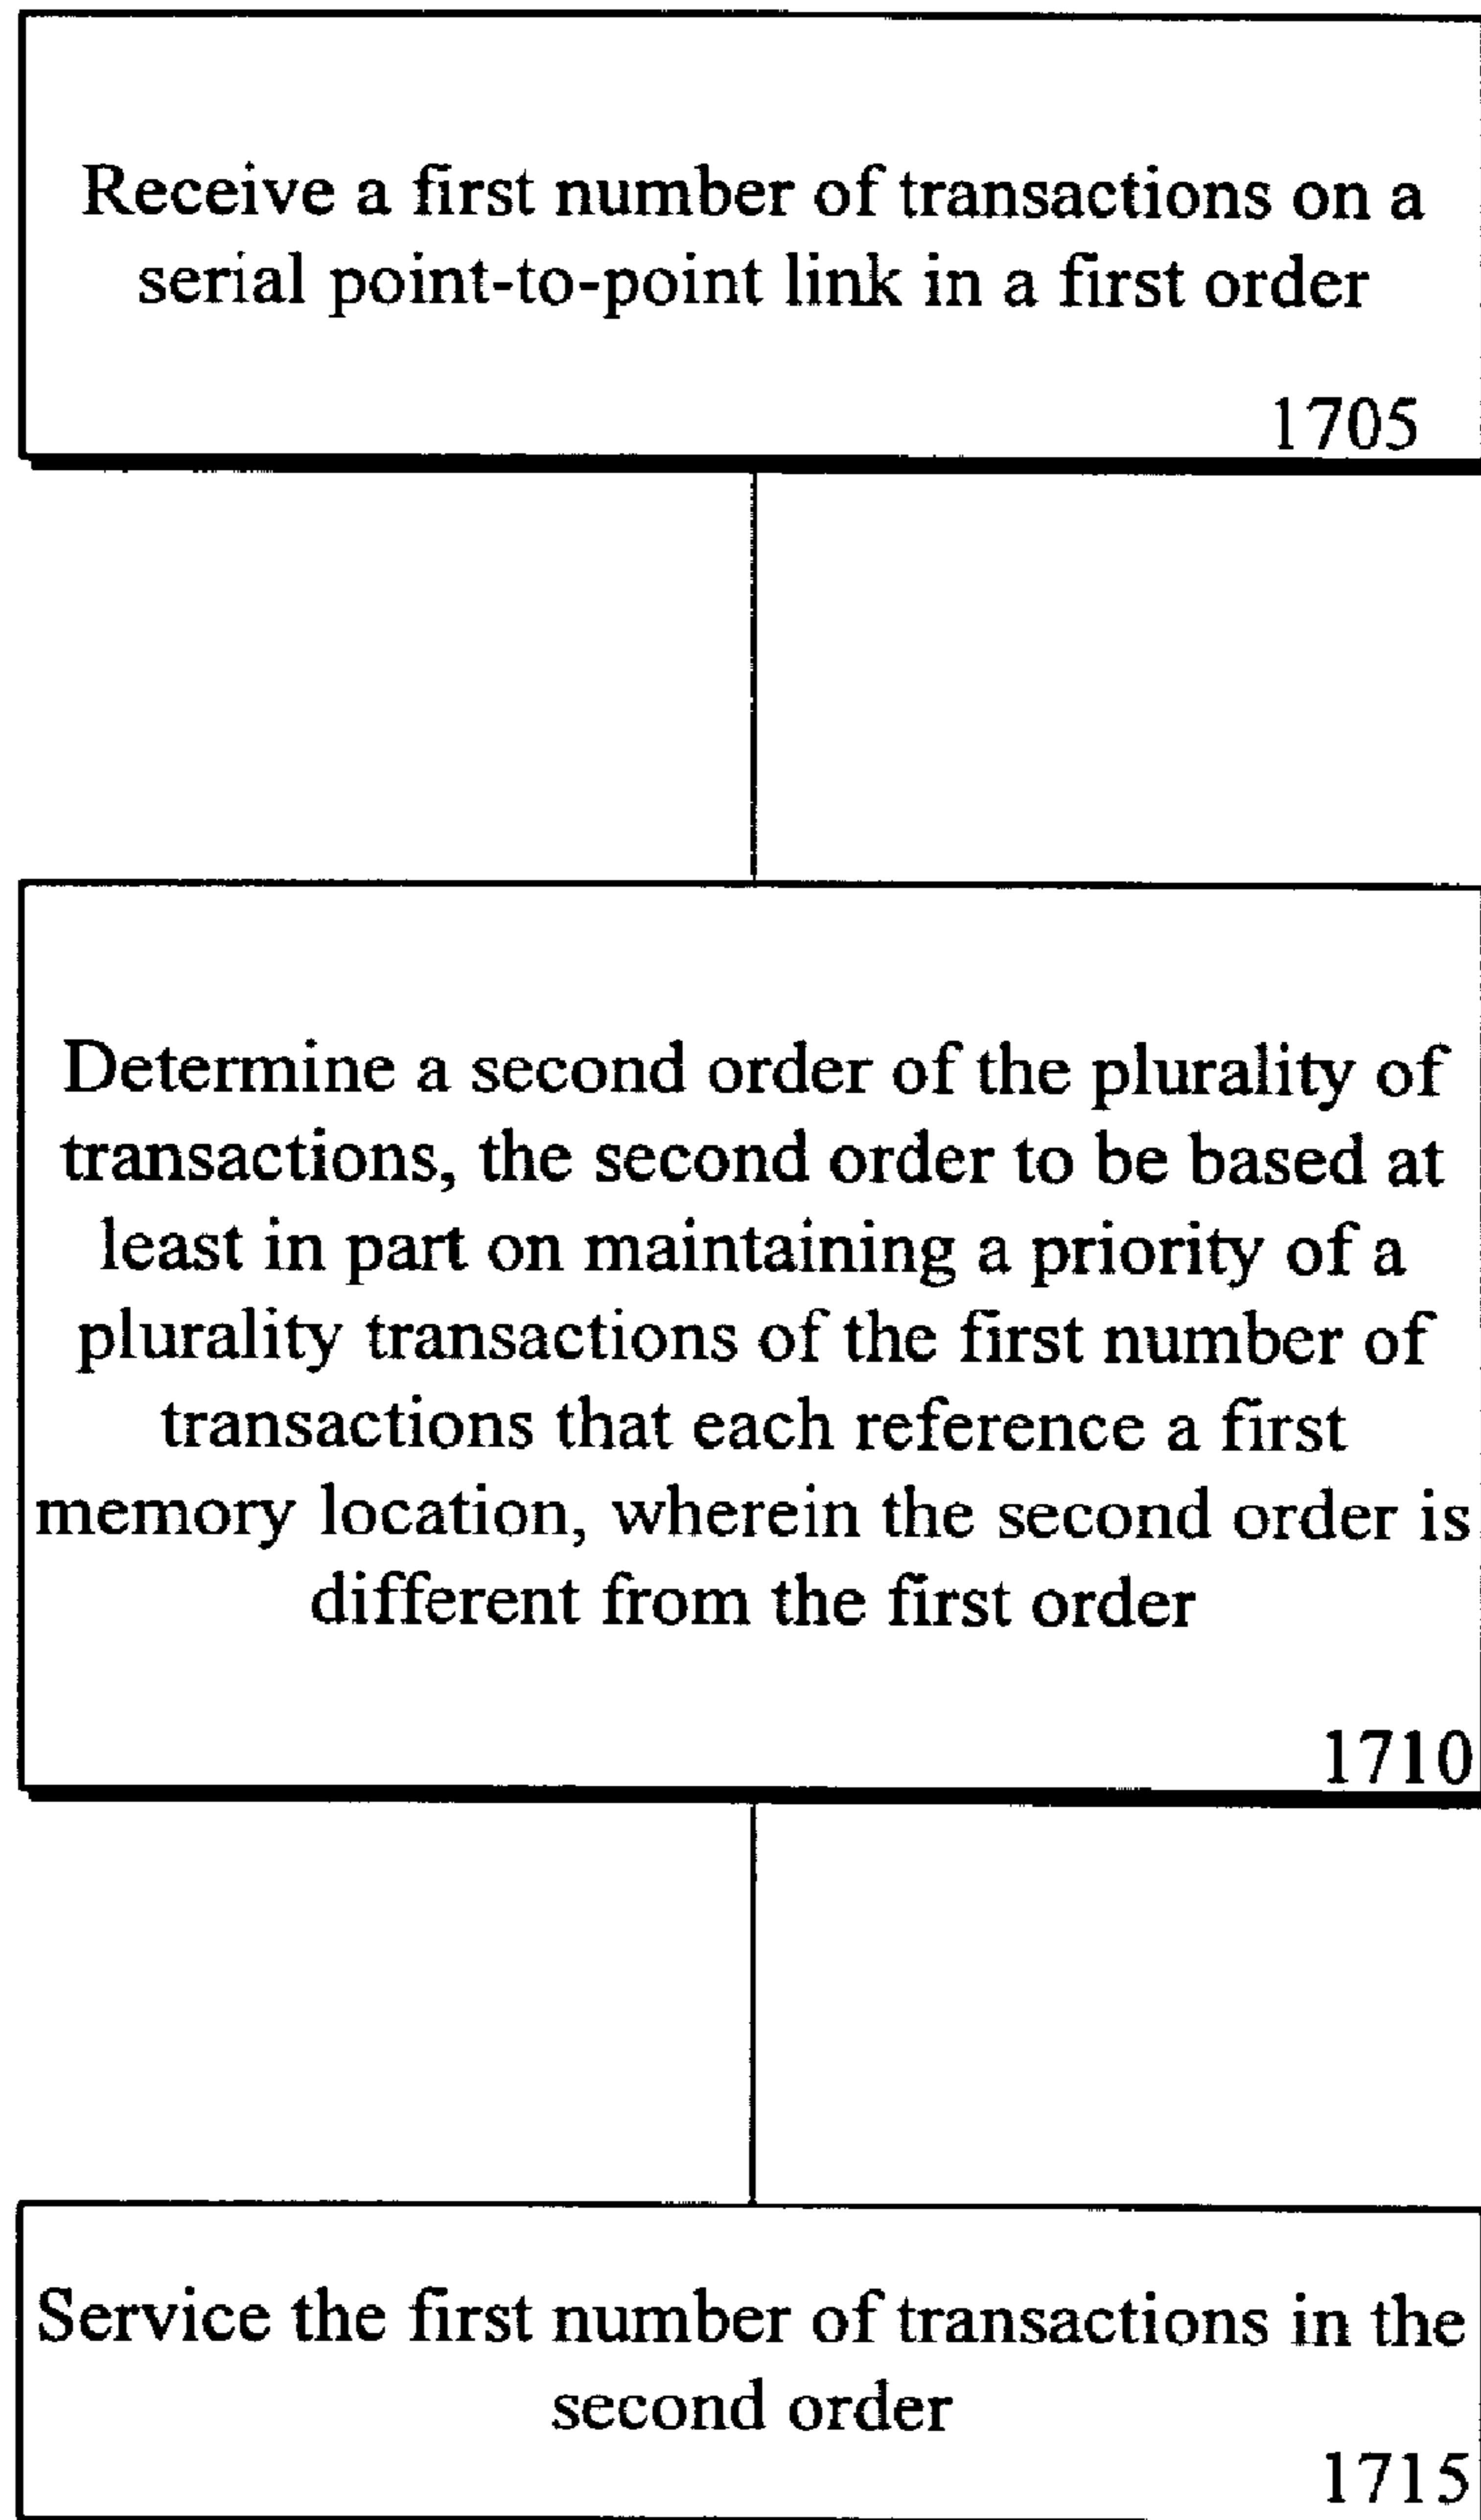 Receive a first number of transactions on a
serial point-to-point link in a first order
1705
Determine a second order of the plurality of
transactions, the second order to be based at
least in part on maintaining a priority of a
plurality transactions of the first number of
transactions that each reference a first
memory location, wherein the second order is
different from the first order
1710
Service the first number of transactions in the
second order
1715